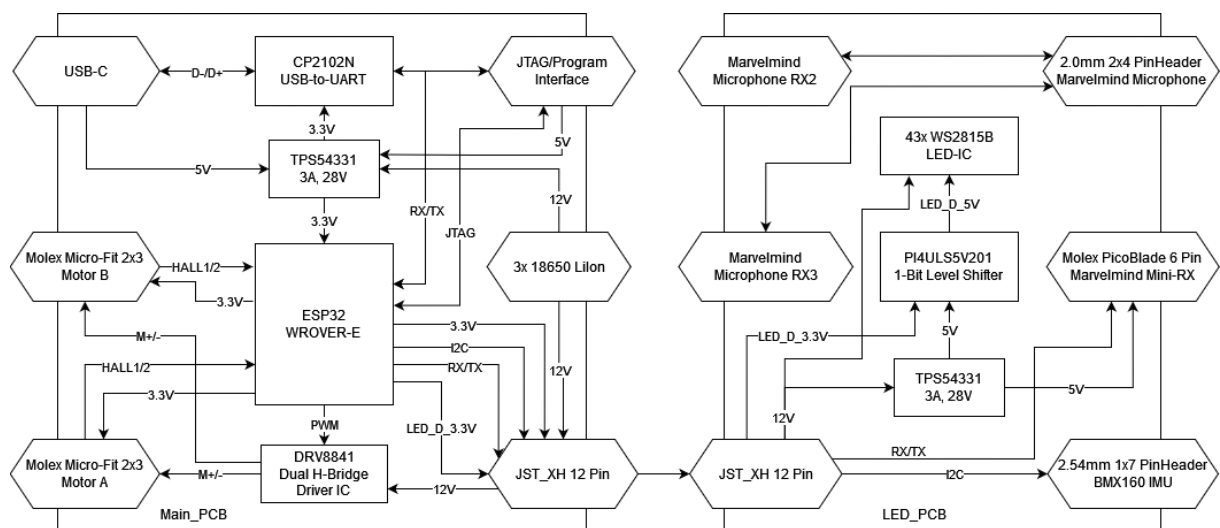 USB-C
D-/D+
CP2102N
USB-to-UART
JTAG/Program
Interface
3.3V
5V
5V
TPS54331
3A, 28V
12V
RX/TX
3.3V
JTAG
Molex Micro-Fit 2x3
Motor B
HALL1/2
3.3V
ESP32
WROVER-E
3x 18650 LiIon
M+/-
3.3V
I2C
RX/TX
12V
HALL1/2
3.3V
PWM
LED_D_3.3V
Molex Micro-Fit 2x3
Motor A
M+/-
DRV8841
Dual H-Bridge
Driver IC
12V
JST_XH 12 Pin
Main_PCB
Marvelmind
Microphone RX2
2.0mm 2x4 PinHeader
Marvelmind Microphone
43x WS2815B
LED-IC
LED_D_5V
Marvelmind
Microphone RX3
PI4ULS5V201
1-Bit Level Shifter
Molex PicoBlade 6 Pin
Marvelmind Mini-RX
LED_D_3.3V
5V
TPS54331
3A, 28V
5V
12V
RX/TX
JST_XH 12 Pin
I2C
2.54mm 1x7 PinHeader
BMX160 IMU
LED_PCB